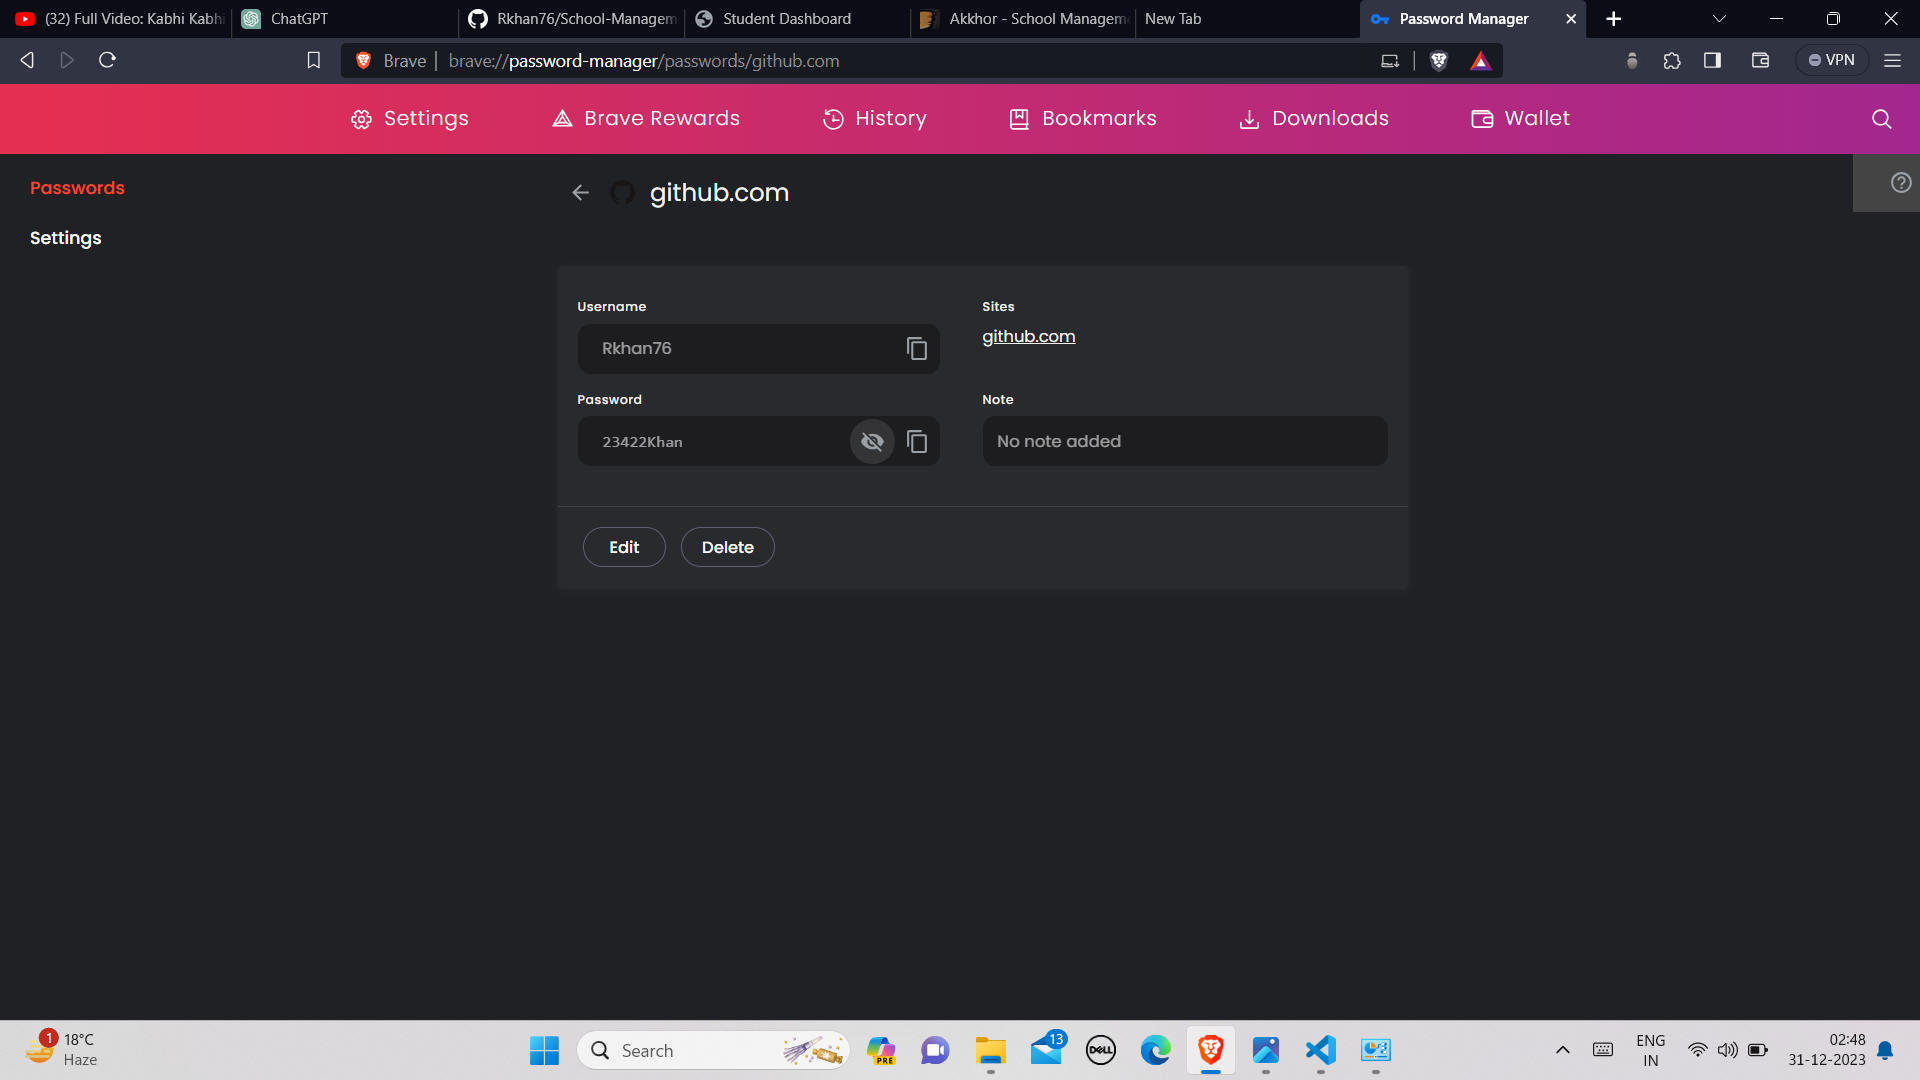 (32) Full Video: Kabhi Kabhi
ChatGPT
Rkhan76/School-Managem
Student Dashboard
Akkhor - School Managem
New Tab
Password Manager
Brave
brave://password-manager/passwords/github.com
VPN
Settings
Brave Rewards
History
Bookmarks
Downloads
Wallet
Passwords
Settings
github.com
Username
Rkhan76
Sites
github.com
Password
23422Khan
Note
No note added
Edit
Delete
1
18°C
Haze
Search
PRE
13
DELL
ENG
IN
02:48
31-12-2023